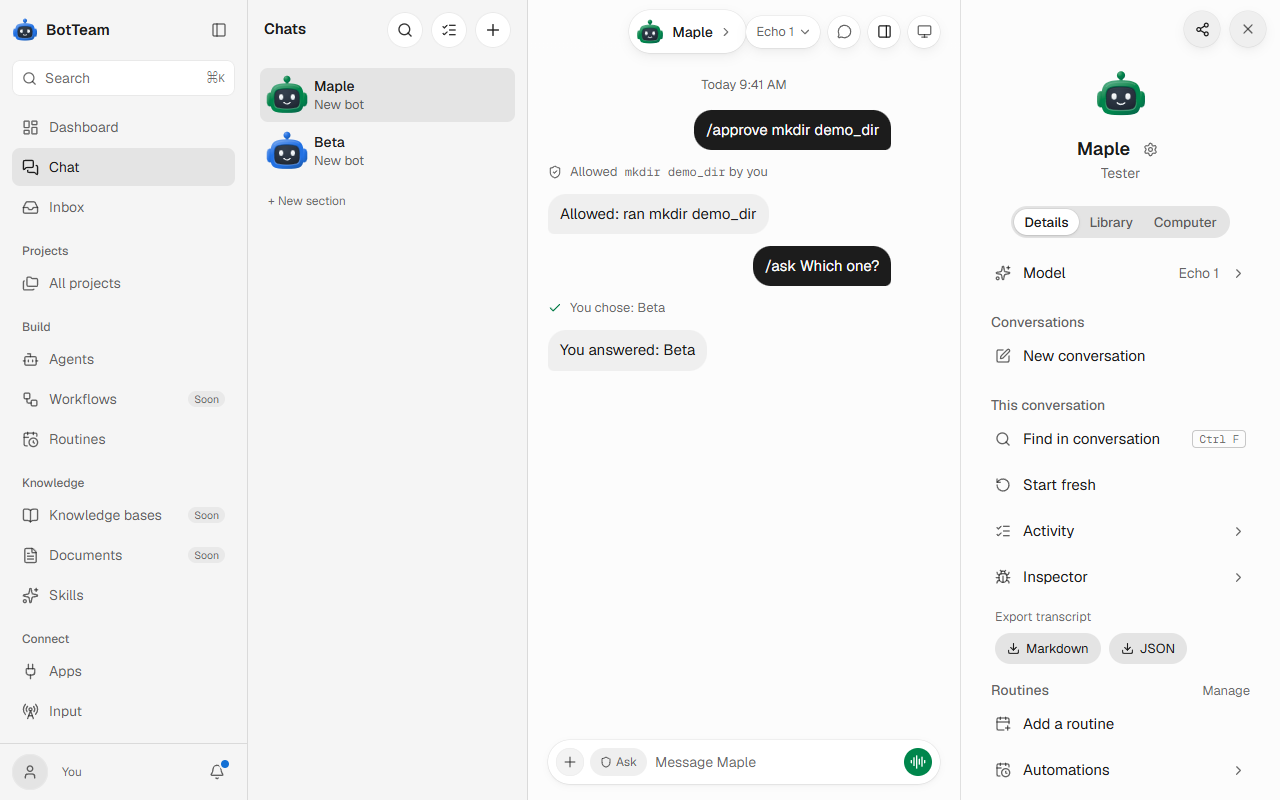 BotTeam
Search
⌘K
Dashboard
Chat
Inbox
Projects
All projects
Build
Agents
Workflows
Soon
Routines
Knowledge
Knowledge bases
Soon
Documents
Soon
Skills
Connect
Apps
Input
You
Chats
Maple
New bot
Beta
New bot
+ New section
Maple
Echo 1
Today 9:41 AM
/approve mkdir demo_dir
Allowed mkdir demo_dir by you
Allowed: ran mkdir demo_dir
/ask Which one?
You chose: Beta
You answered: Beta
Ask
Message Maple
Maple
Tester
Details
Library
Computer
Model
Echo 1
Conversations
New conversation
This conversation
Find in conversation
Ctrl F
Start fresh
Activity
Inspector
Export transcript
Markdown
JSON
Routines
Manage
Add a routine
Automations